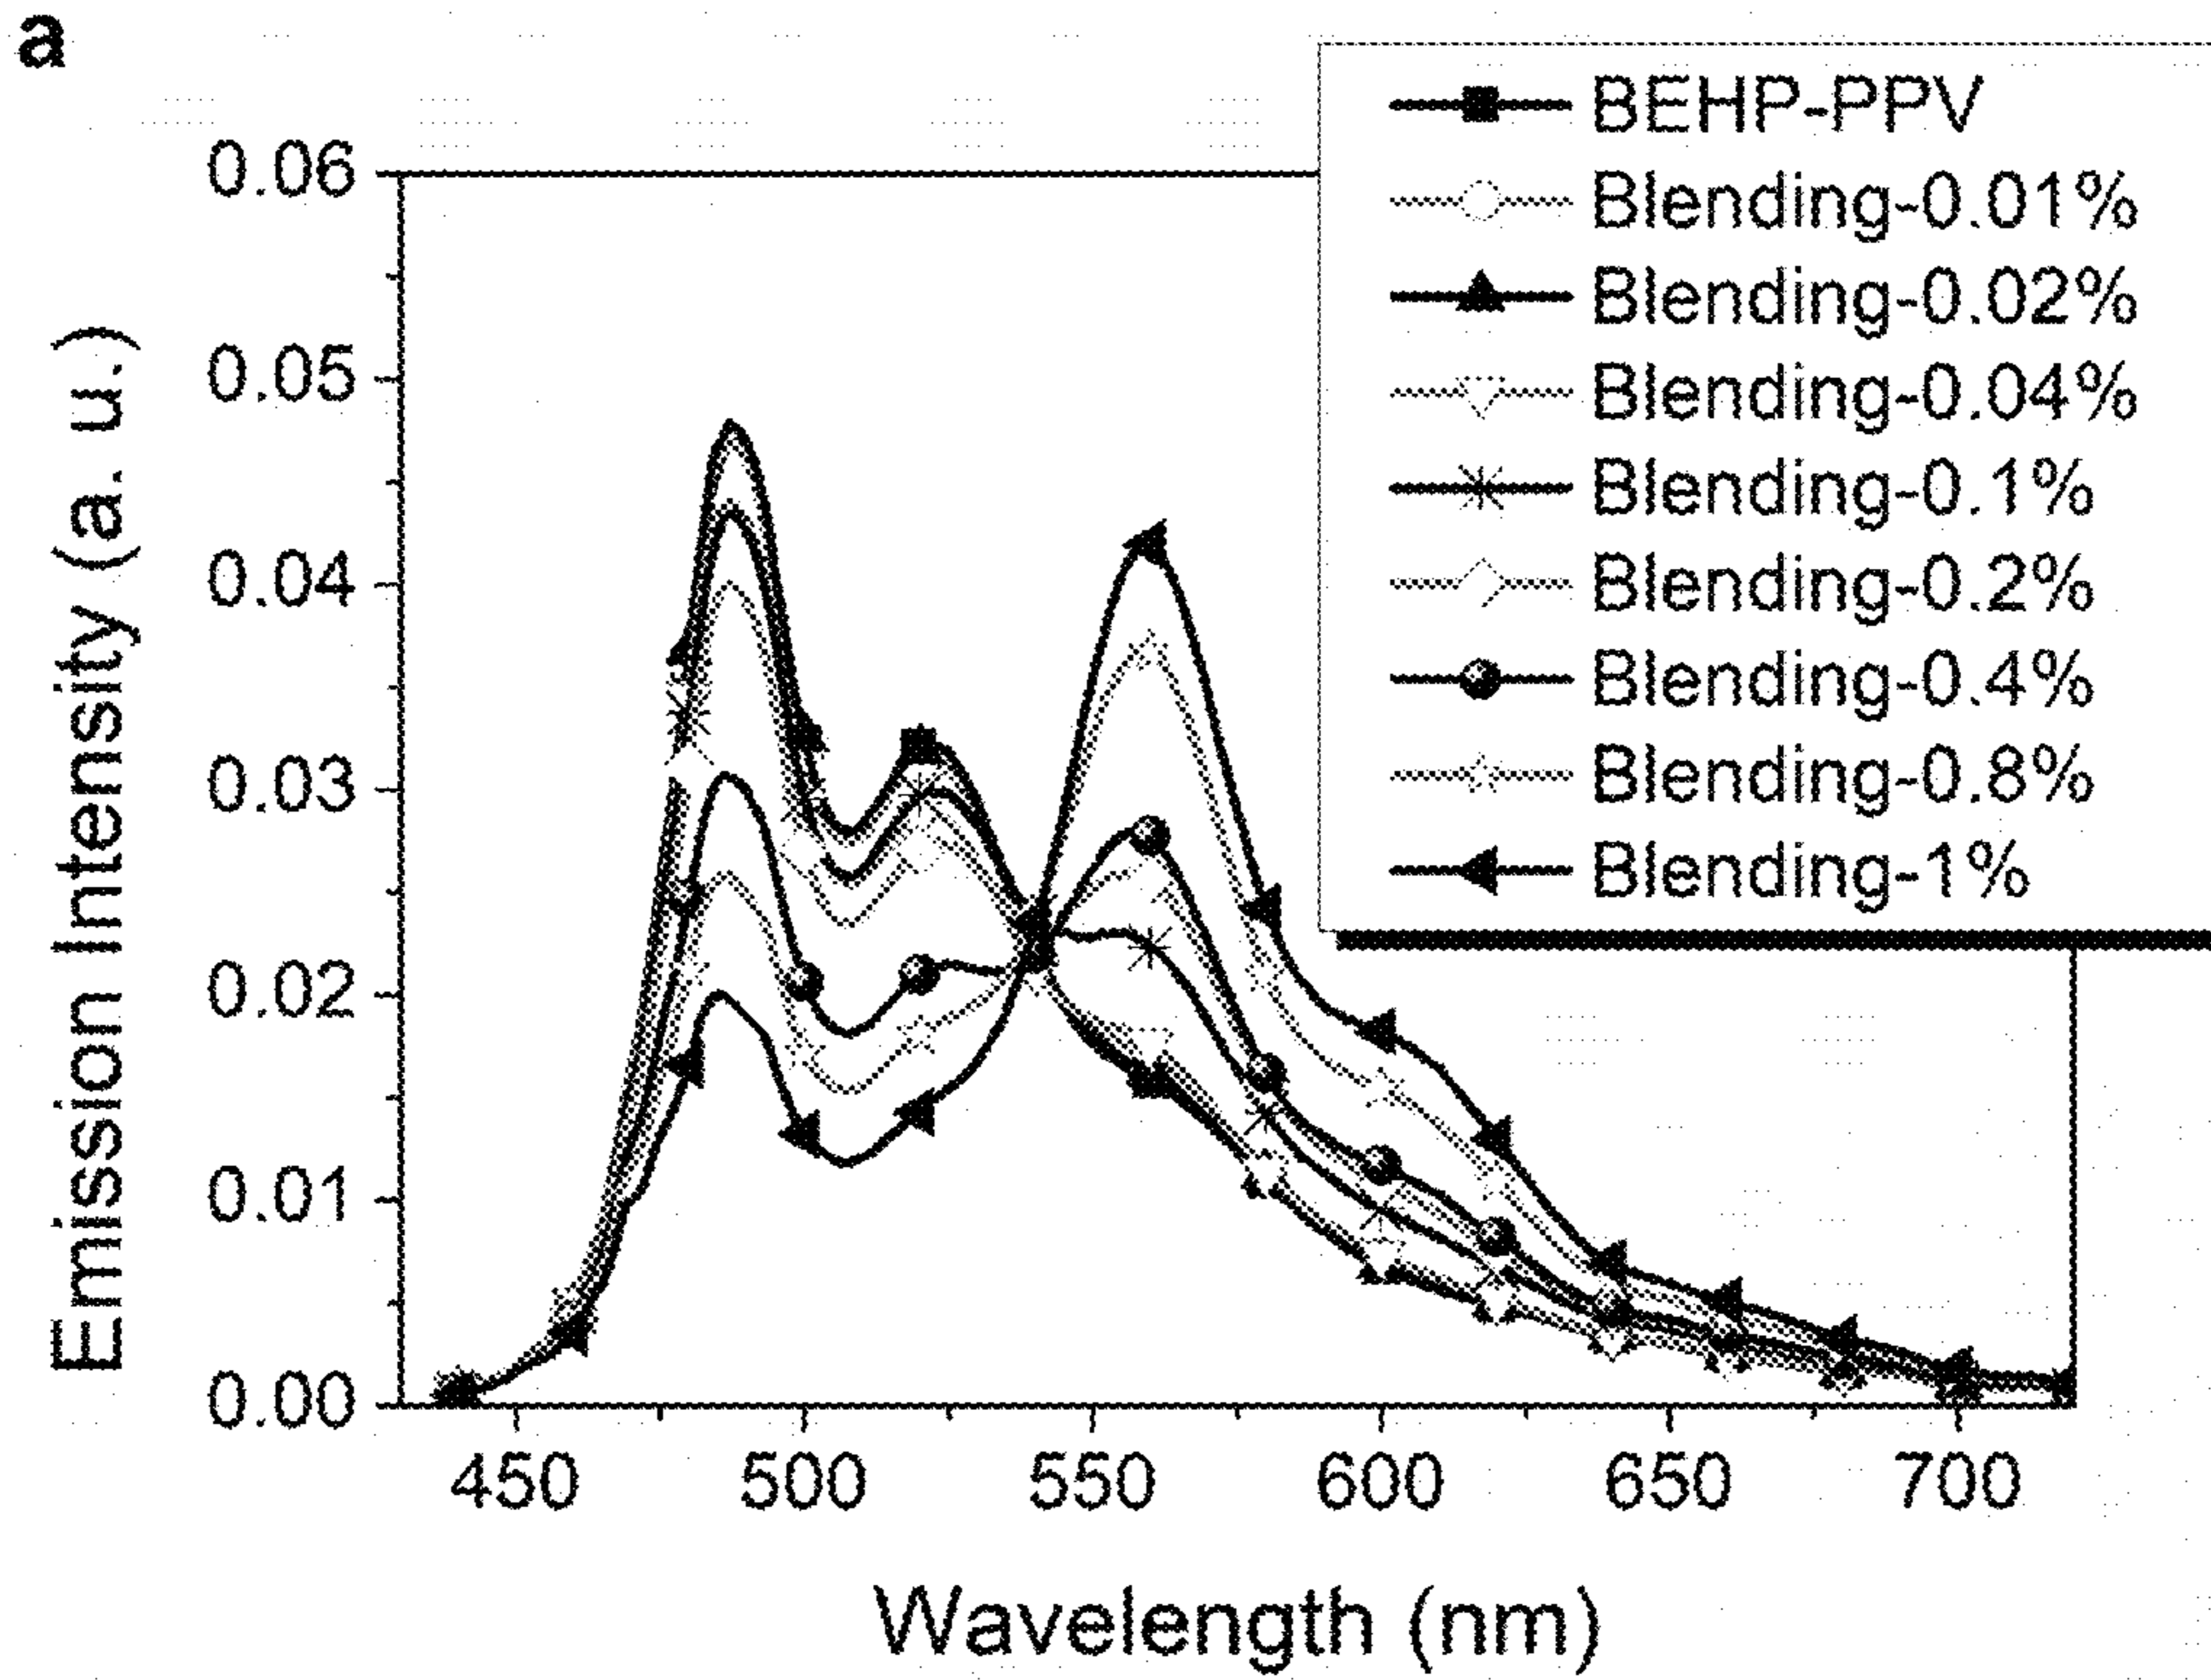 a
BEHP-PPV
Blending-0.01%
Blending-0.02%
Blending-0.04%
Blending-0.1%
Blending-0.2%
Blending-0.4%
Blending-0.8%
Blending-1%
Emission Intensity (a. u.)
0.06
0.05
0.04
0.03
0.02
0.01
0.00
450 500 550 600 650 700
Wavelength (nm)